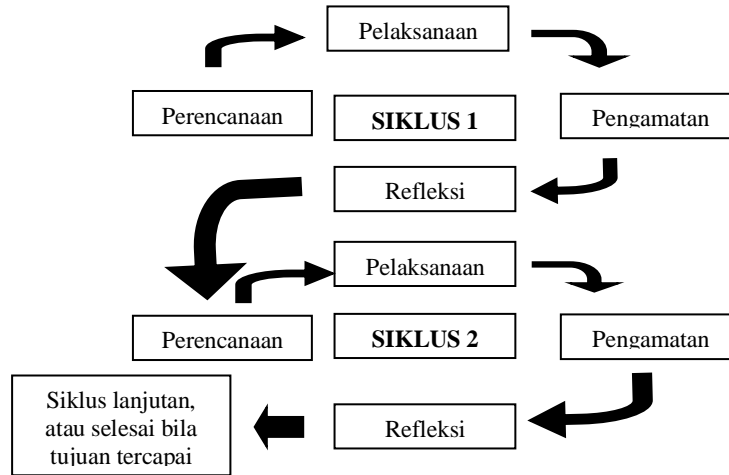 Pelaksanaan
Perencanaan
SIKLUS 1
Pengamatan
Refleksi
Pelaksanaan
Perencanaan
SIKLUS 2
Pengamatan
Siklus lanjutan,
atau selesai bila
tujuan tercapai
Refleksi